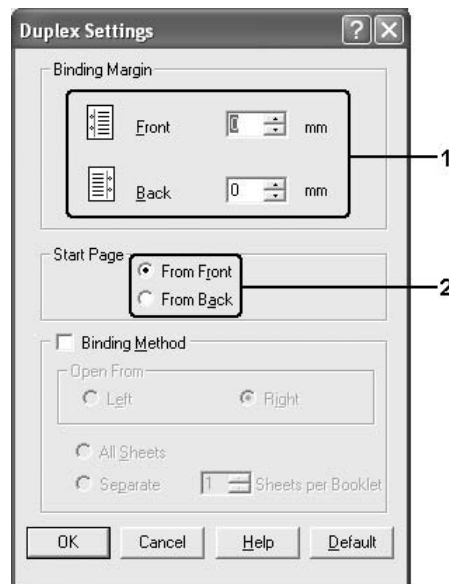 Duplex Settings
Binding Margin
Front 0 mm
1
Back 0 mm
Start Page
From Front
2
From Back
Binding Method
Open From
Left Right
All Sheets
Separate 1 Sheets per Booklet
OK Cancel Help Default